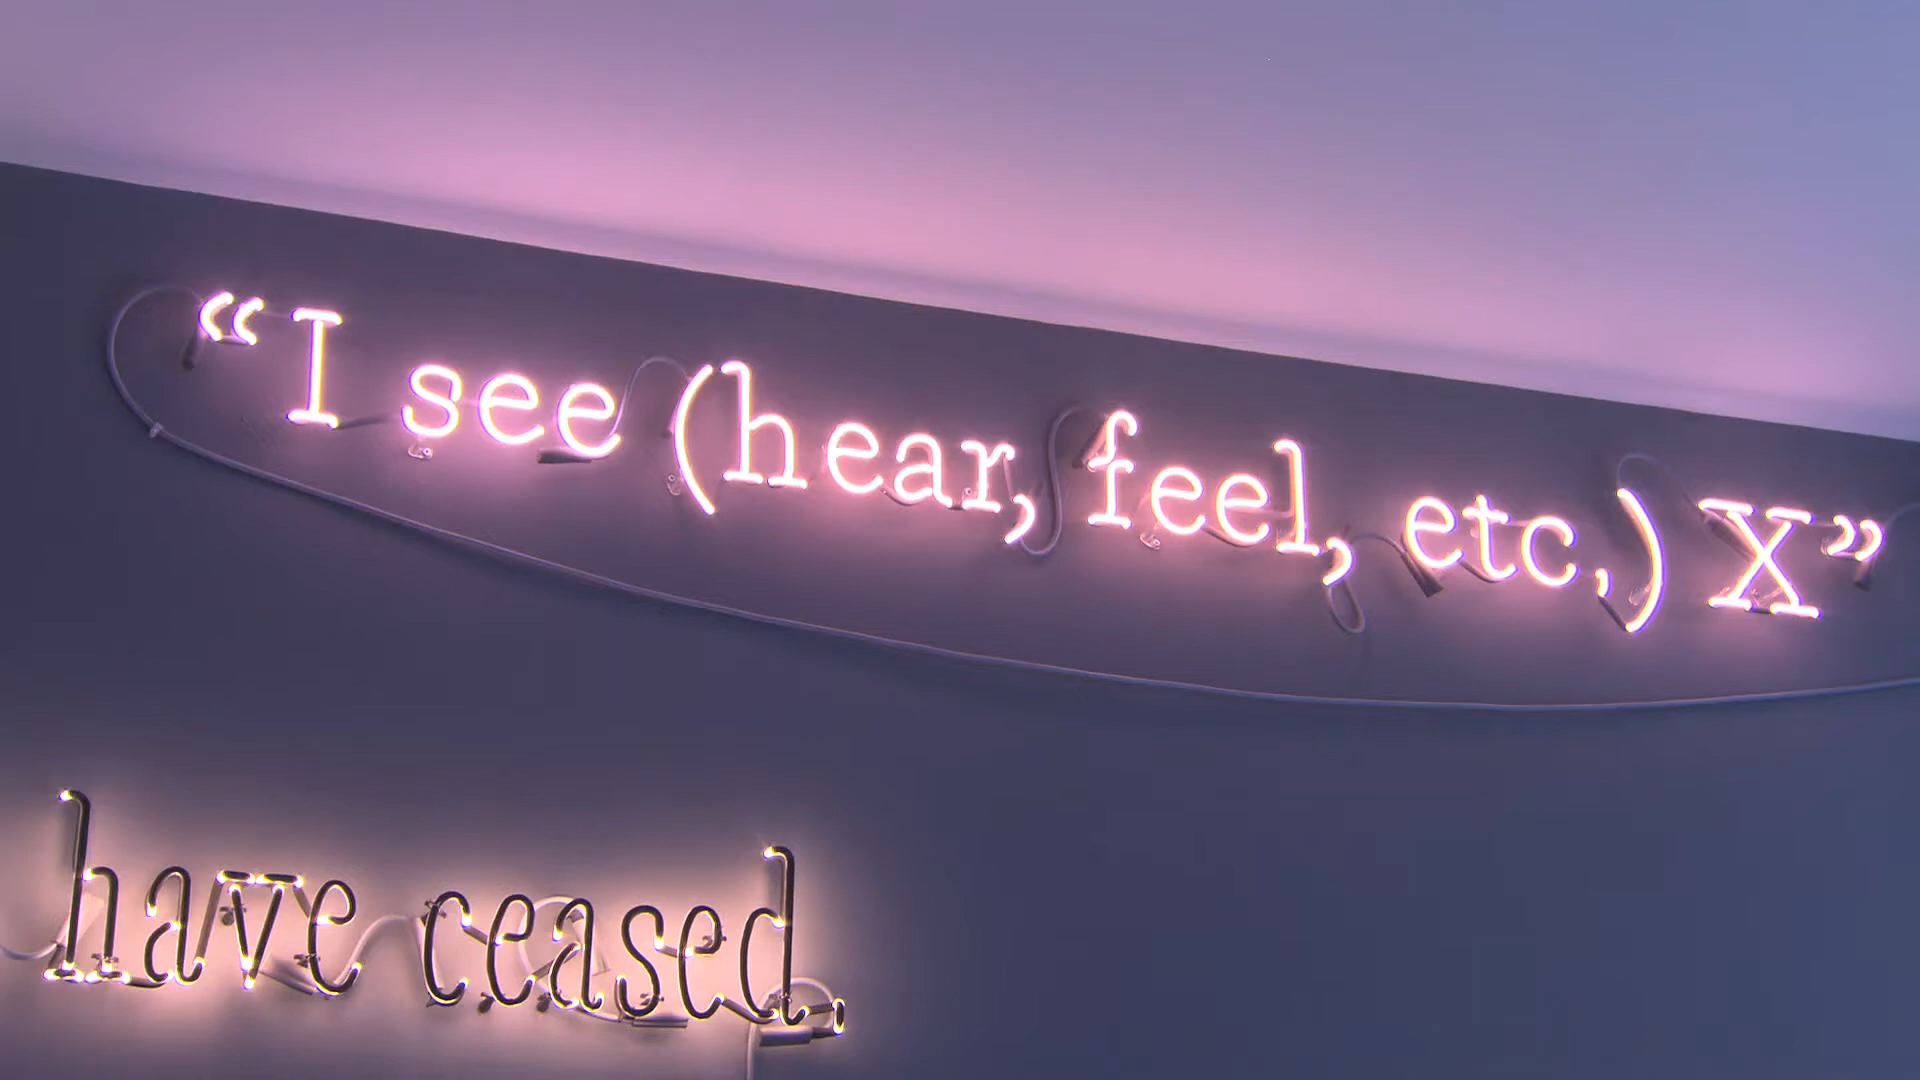 “I see (hear, feel, etc.) X”
have ceased.